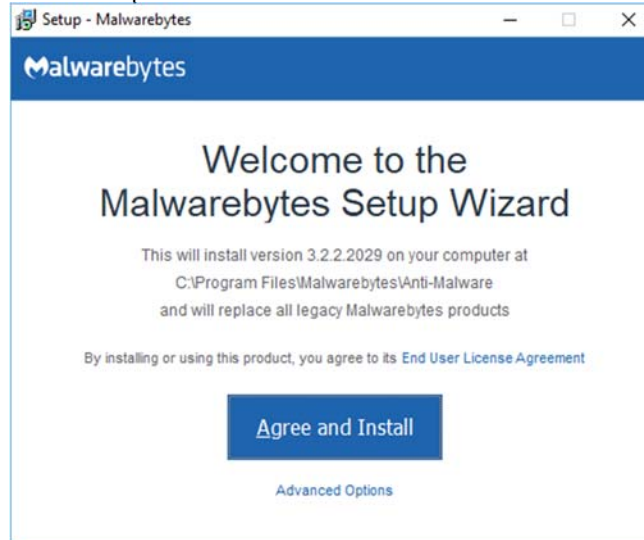 Setup - Malwarebytes
Malwarebytes
Welcome to the
Malwarebytes Setup Wizard
This will install version 3.2.2.2029 on your computer at
C:\Program Files\Malwarebytes\Anti-Malware
and will replace all legacy Malwarebytes products
By installing or using this product, you agree to its End User License Agreement
Agree and Install
Advanced Options